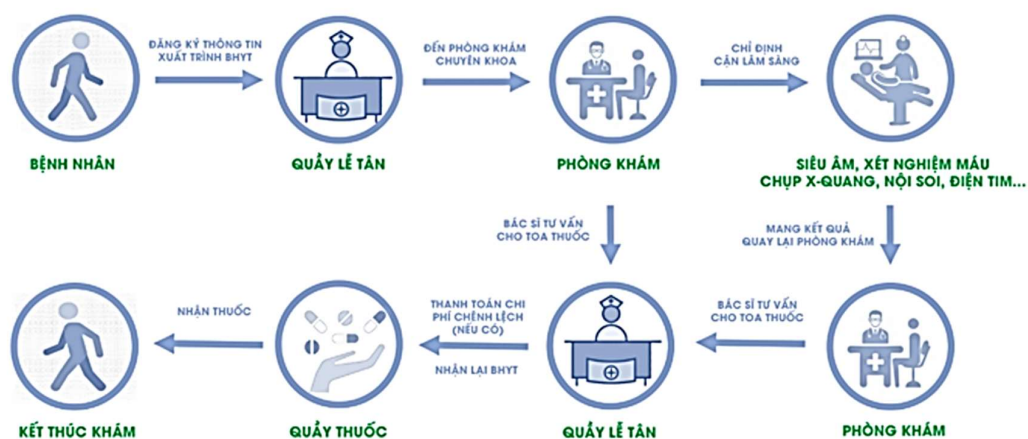 ĐĂNG KÝ THÔNG TIN
XUẤT TRÌNH BHYT
ĐẾN PHÒNG KHÁM
CHUYÊN KHOA
CHỈ ĐỊNH
CẬN LÂM SÀNG
BỆNH NHÂN
QUẦY LỄ TÂN
PHÒNG KHÁM
SIÊU ÂM, XÉT NGHIỆM MÁU
CHỤP X-QUANG, NỘI SOI, ĐIỆN TIM...
BÁC SĨ TƯ VẤN
CHO TOA THUỐC
MANG KẾT QUẢ
QUAY LẠI PHÒNG KHÁM
BÁC SĨ TƯ VẤN
CHO TOA THUỐC
THANH TOÁN CHI
PHÍ CHÊNH LỆCH
(NẾU CÓ)
NHẬN LẠI BHYT
NHẬN THUỐC
KẾT THÚC KHÁM
QUẦY THUỐC
QUẦY LỄ TÂN
PHÒNG KHÁM